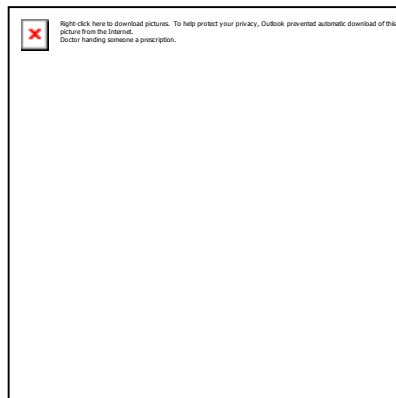 Right-click here to download pictures. To help protect your privacy, Outlook prevented automatic download of this
picture from the Internet.
Doctor handing someone a prescription.